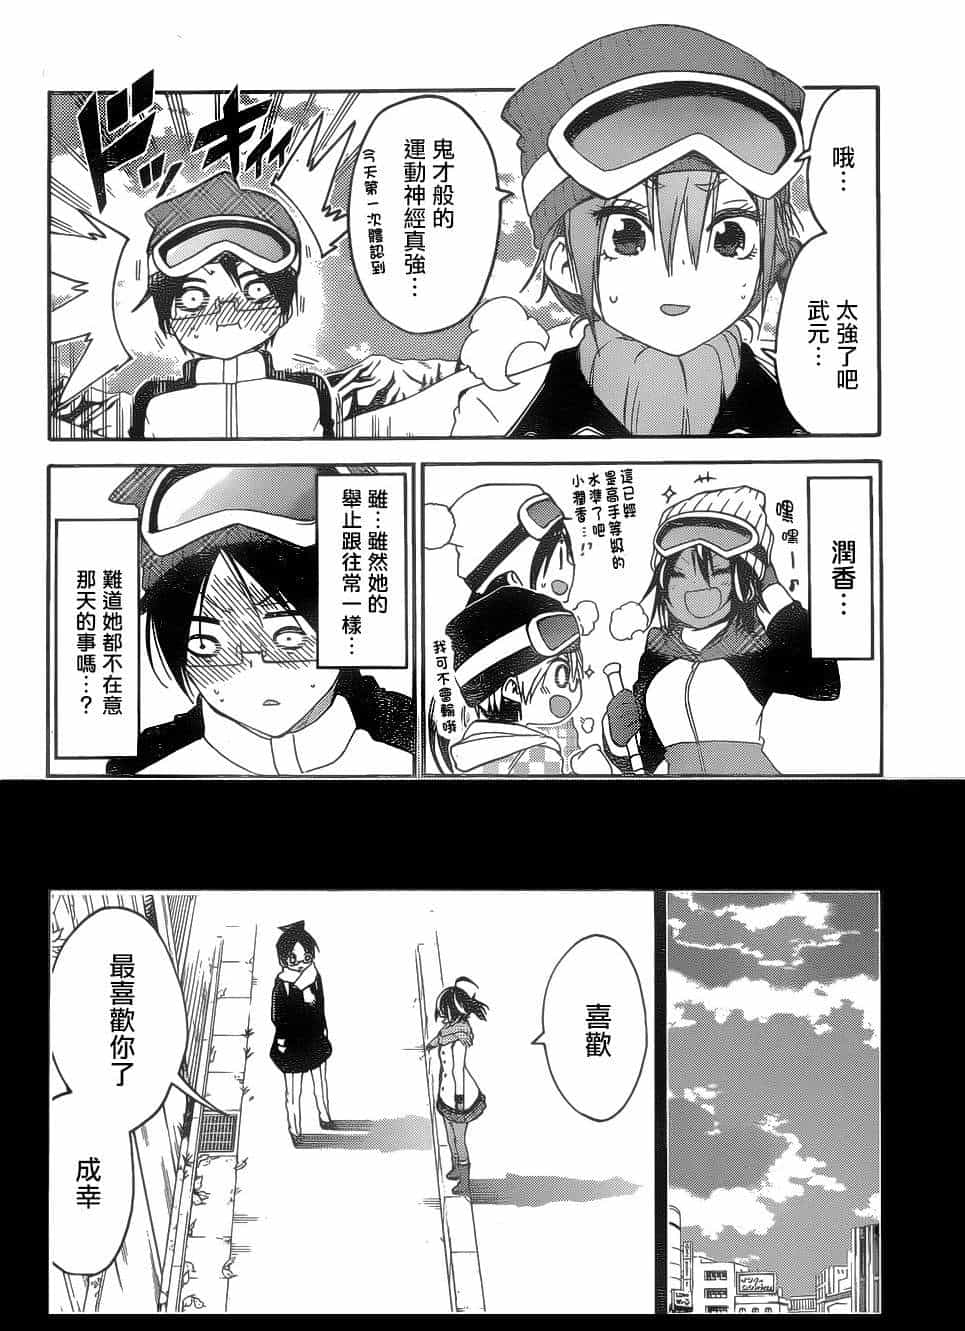 哦…
太強了吧
武元…
鬼才般的
運動神經真強…
(今天第一次體認到
ドギィッ
潤香…
嘿
嘿
ー
這已經
是高手等級的
水準了吧
小潤香…!?
我可不會輸哦
雖…雖然她的
舉止跟往常一樣…
難道她都不在意
那天的事嗎…?
喜歡
最喜歡你了
成幸